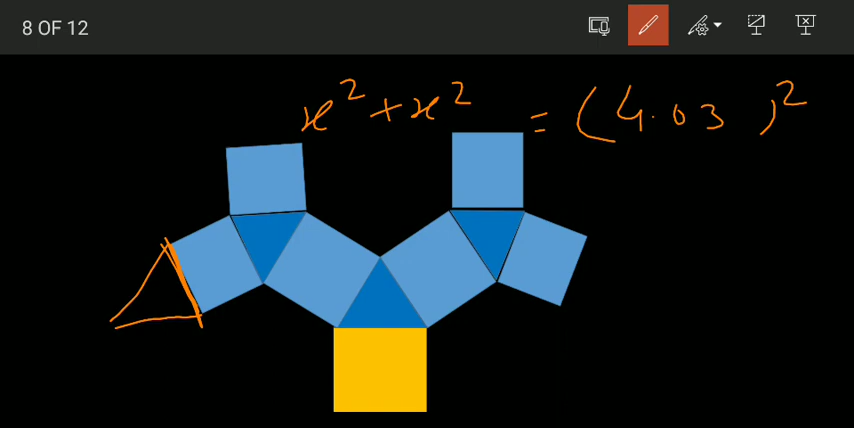 8 OF 12
x² + x² = (4.03)²